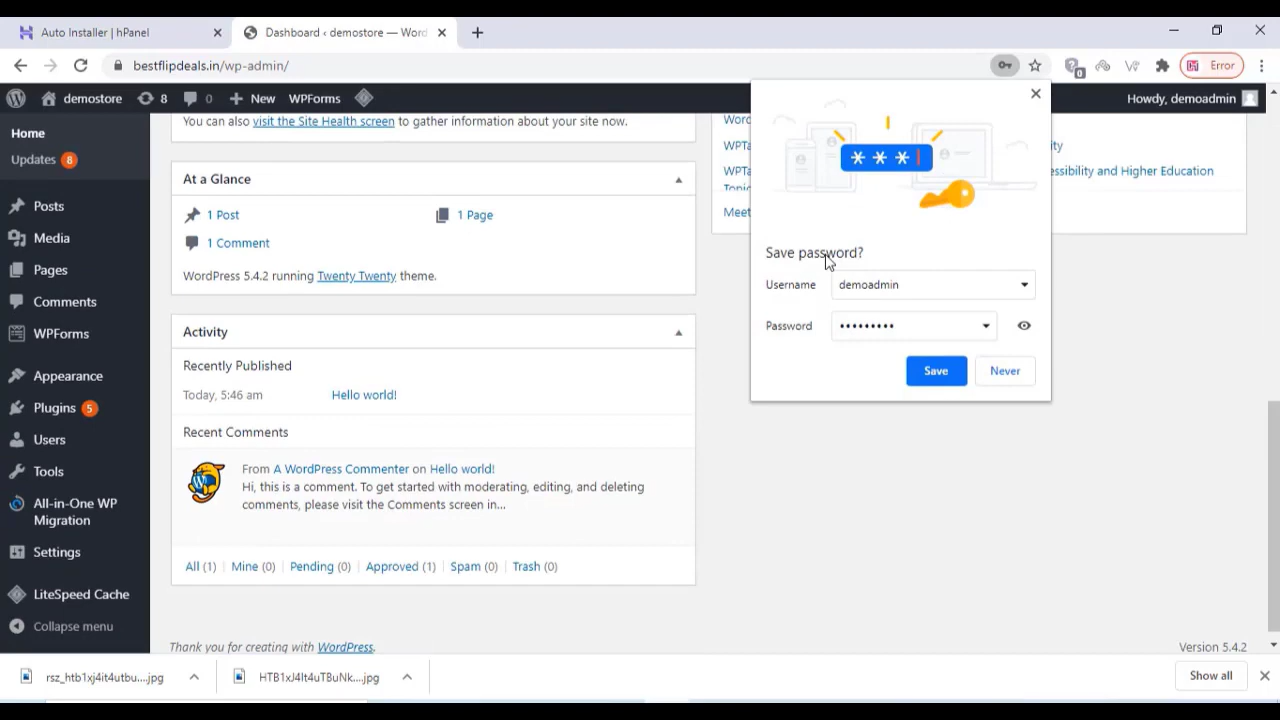 Auto Installer | hPanel
Dashboard ‹ demostore — Word
bestflipdeals.in/wp-admin/
Error
demostore
8
0
New
WPForms
Howdy, demoadmin
Home
Updates 8
Posts
Media
Pages
Comments
WPForms
Appearance
Plugins 5
Users
Tools
All-in-One WP
Migration
Settings
LiteSpeed Cache
Collapse menu
You can also visit the Site Health screen to gather information about your site now.
At a Glance
1 Post
1 Page
1 Comment
WordPress 5.4.2 running Twenty Twenty theme.
Activity
Recently Published
Today, 5:46 am
Hello world!
Recent Comments
From A WordPress Commenter on Hello world!
Hi, this is a comment. To get started with moderating, editing, and deleting
comments, please visit the Comments screen in...
All (1) | Mine (0) | Pending (0) | Approved (1) | Spam (0) | Trash (0)
Thank you for creating with WordPress.
Version 5.4.2
Word
WPTa
ity
WPTa
essibility and Higher Education
Meet
* * *
Save password?
Username
demoadmin
Password
•••••••••
Save
Never
rsz_htb1xj4it4utbu....jpg
HTB1xJ4It4uTBuNk....jpg
Show all